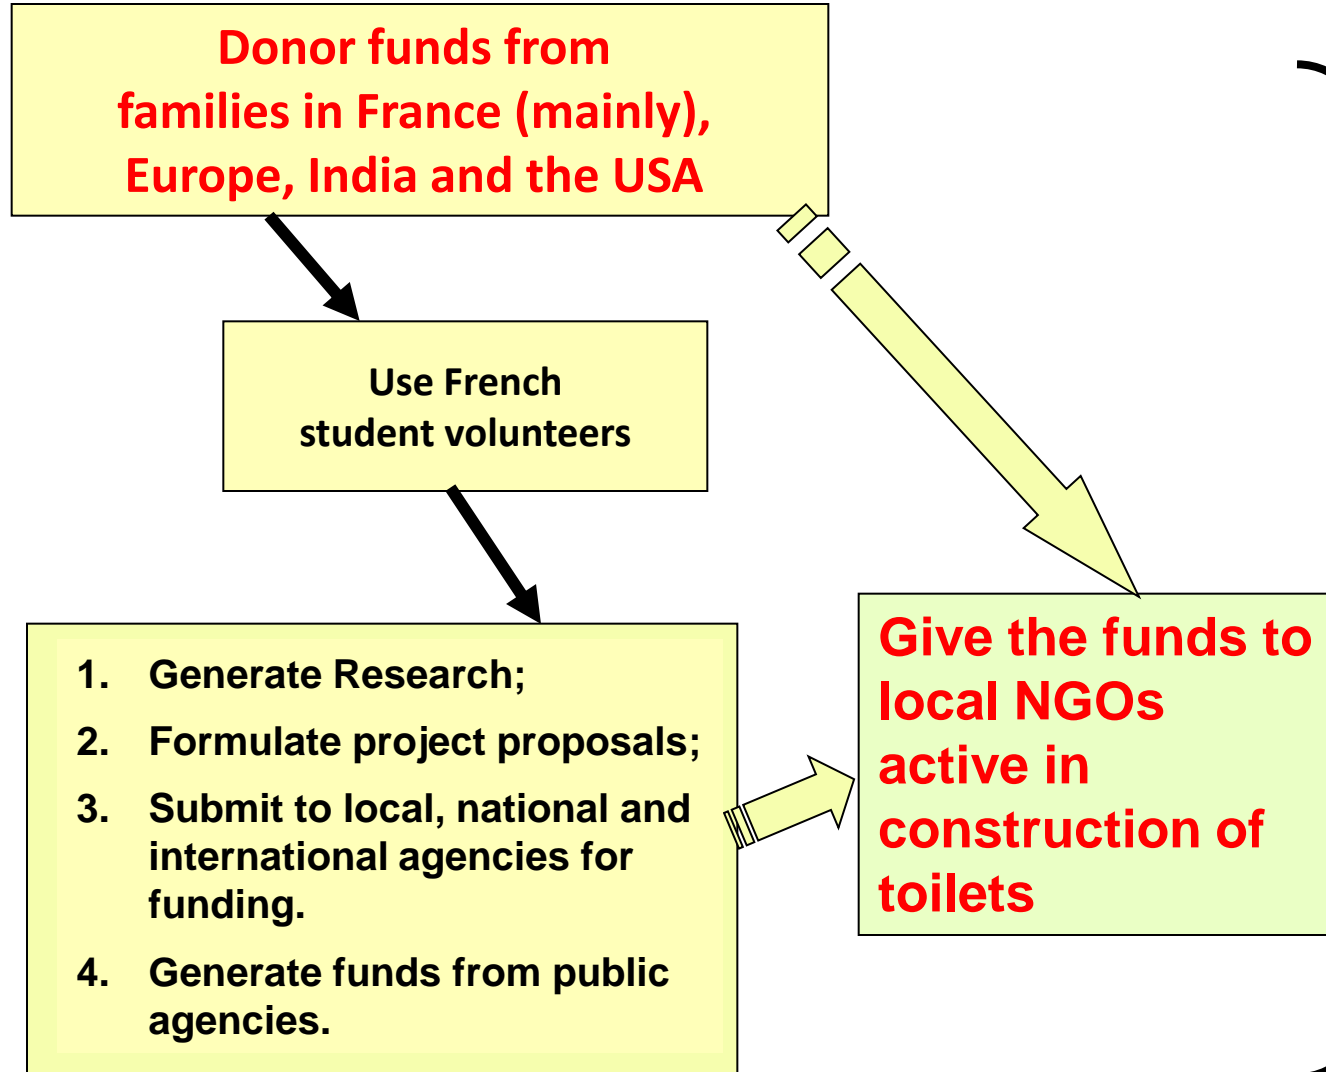 Donor funds from
families in France (mainly),
Europe, India and the USA
Use French
student volunteers
1. Generate Research;
2. Formulate project proposals;
3. Submit to local, national and
international agencies for
funding.
4. Generate funds from public
agencies.
Give the funds to
local NGOs
active in
construction of
toilets